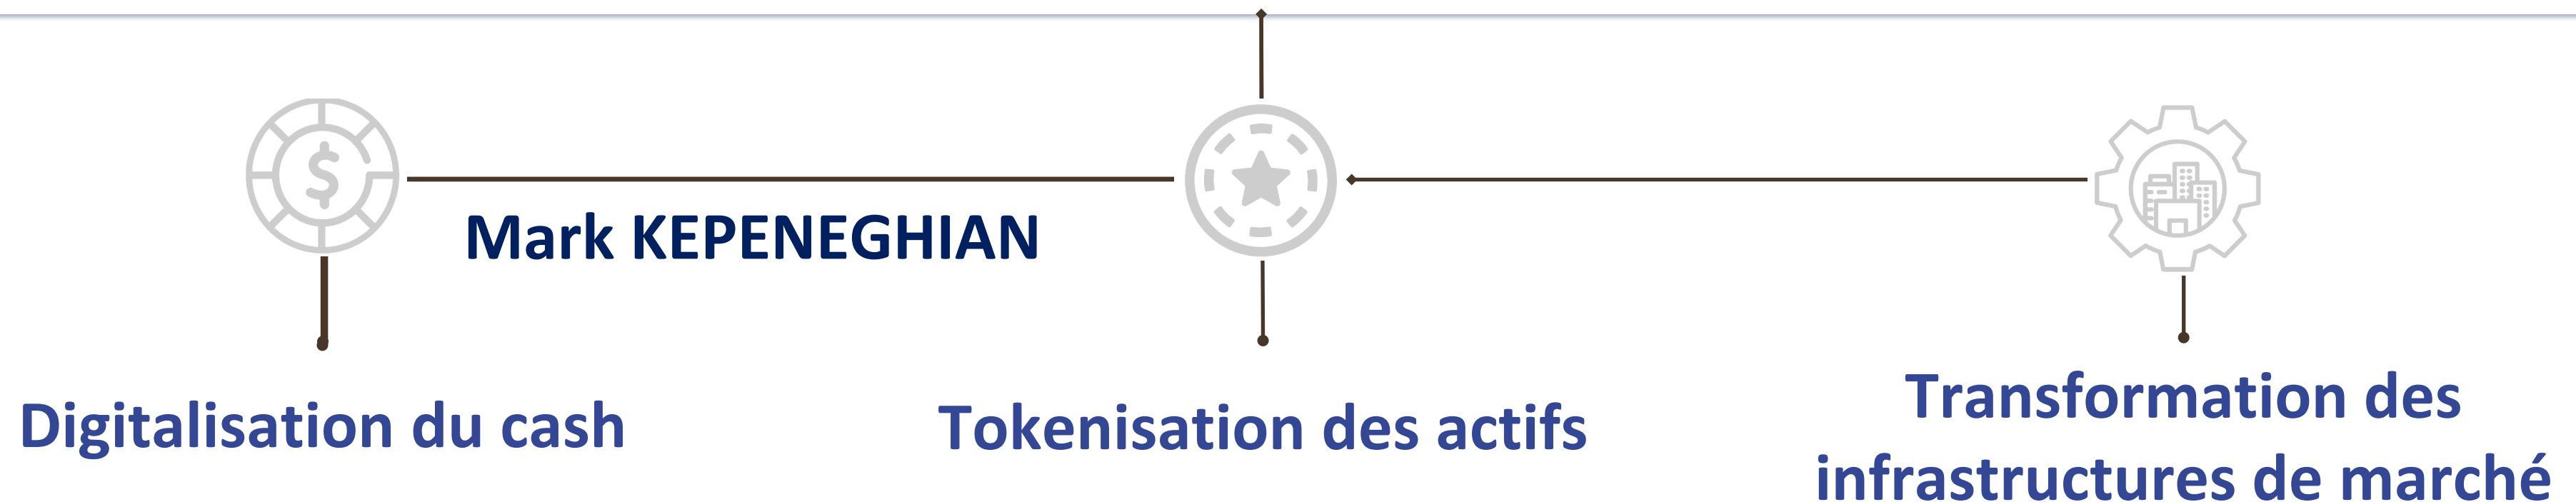 Mark KEPENEGHIAN
Digitalisation du cash
Tokenisation des actifs
Transformation des
infrastructures de marché